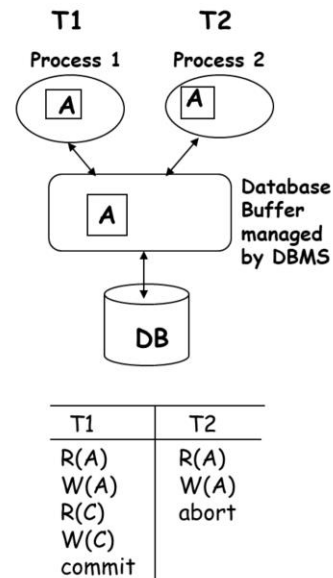 T1 T2
Process 1 Process 2
A A
A
Database
Buffer
managed
by DBMS
DB
T1 T2
R(A) R(A)
W(A) W(A)
R(C) abort
W(C)
commit